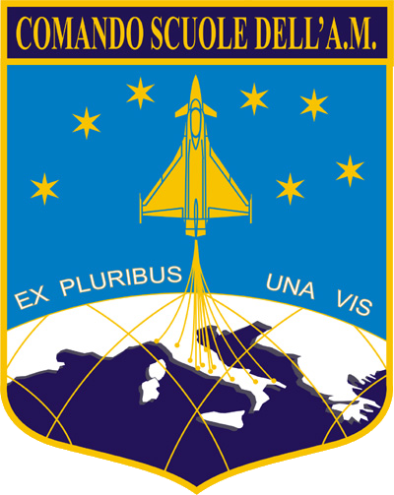 COMANDO SCUOLE DELL'A.M.
EX PLURIBUS UNA VIS